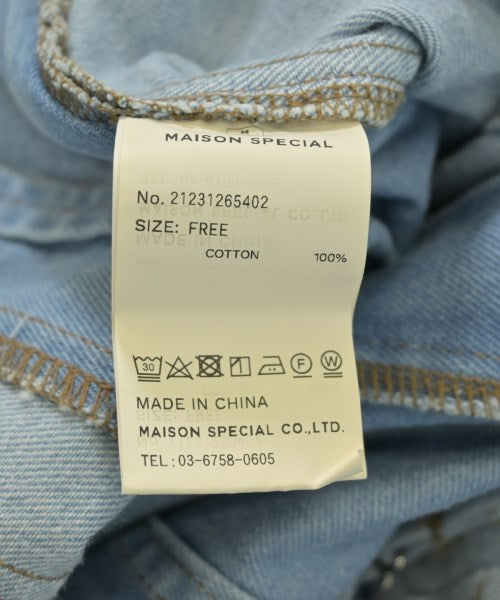 MAISON SPECIAL
No. 21231265402
SIZE: FREE
COTTON 100%
30 F W
MADE IN CHINA
MAISON SPECIAL CO.,LTD.
TEL: 03-6758-0605